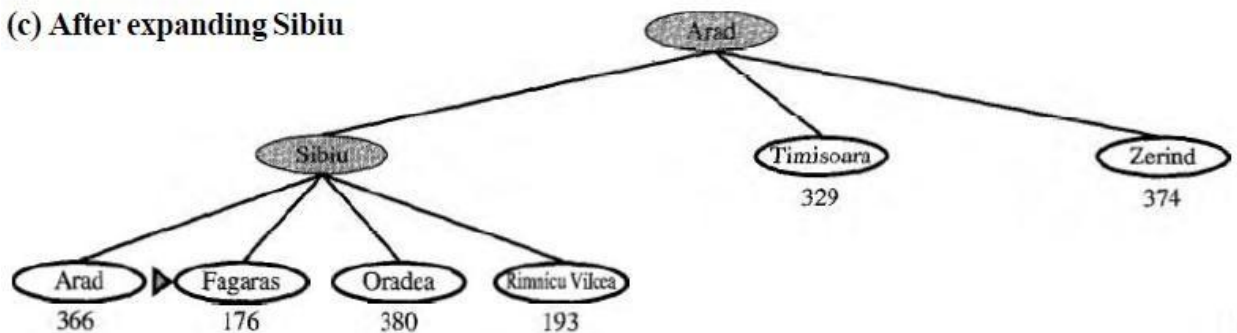 (c) After expanding Sibiu
Arad
Sibiu
Timisoara
Zerind
329
374
Arad
Fagaras
Oradea
Rimnicu Vilcea
366
176
380
193